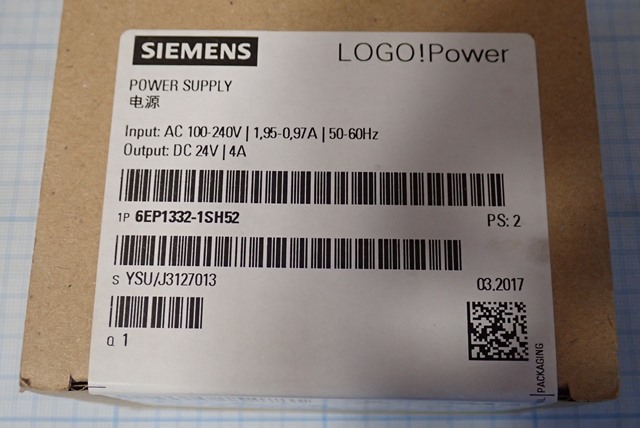 SIEMENS LOGO!Power
POWER SUPPLY
电源
Input: AC 100-240V | 1,95-0,97A | 50-60Hz
Output: DC 24V | 4A
1P 6EP1332-1SH52 PS: 2
S YSU/J3127013 03.2017
Q 1
PACKAGING